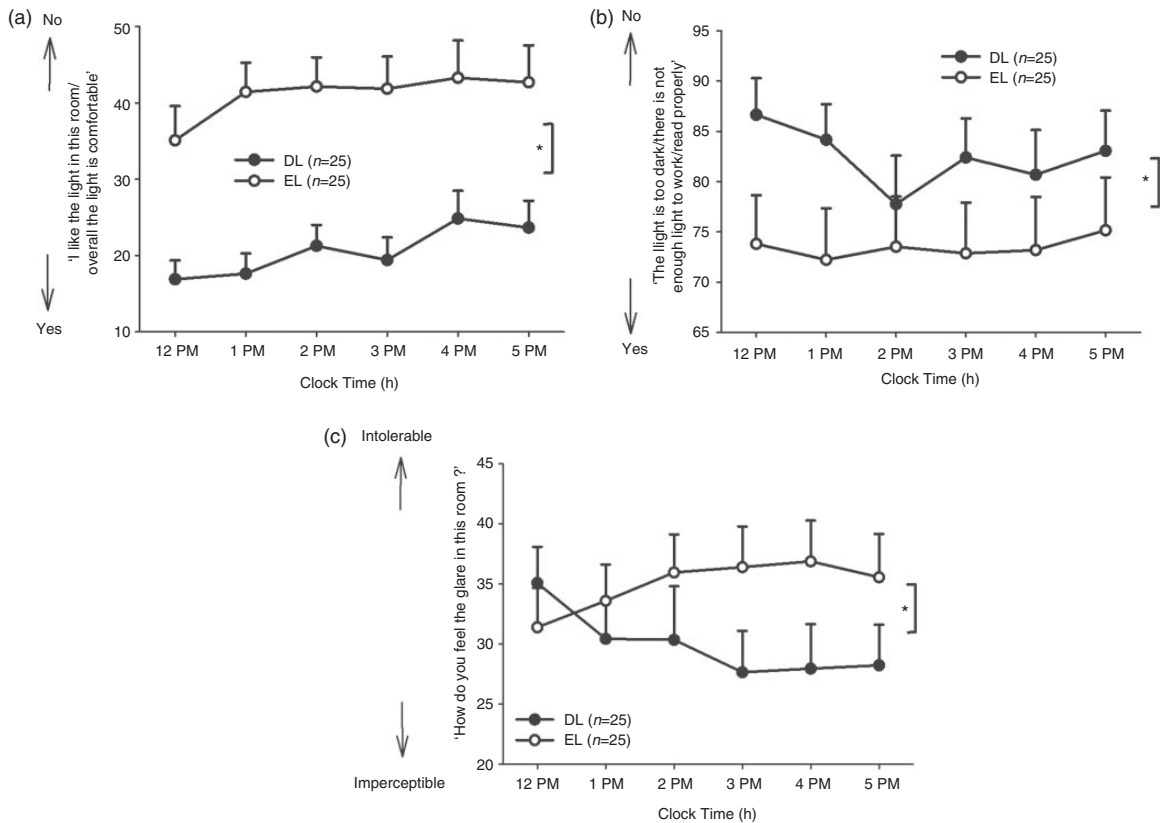 (a)
No
Yes
'I like the light in this room/
overall the light is comfortable'
50
40
30
20
10
DL (n=25)
EL (n=25)
*
12 PM 1 PM 2 PM 3 PM 4 PM 5 PM
Clock Time (h)
(b)
No
Yes
'The llight is too dark/there is not
enough light to work/read properly'
95
90
85
80
75
70
65
DL (n=25)
EL (n=25)
*
12 PM 1 PM 2 PM 3 PM 4 PM 5 PM
Clock Time (h)
(c)
Intolerable
Imperceptible
'How do you feel the glare in this room ?'
45
40
35
30
25
20
DL (n=25)
EL (n=25)
*
12 PM 1 PM 2 PM 3 PM 4 PM 5 PM
Clock Time (h)